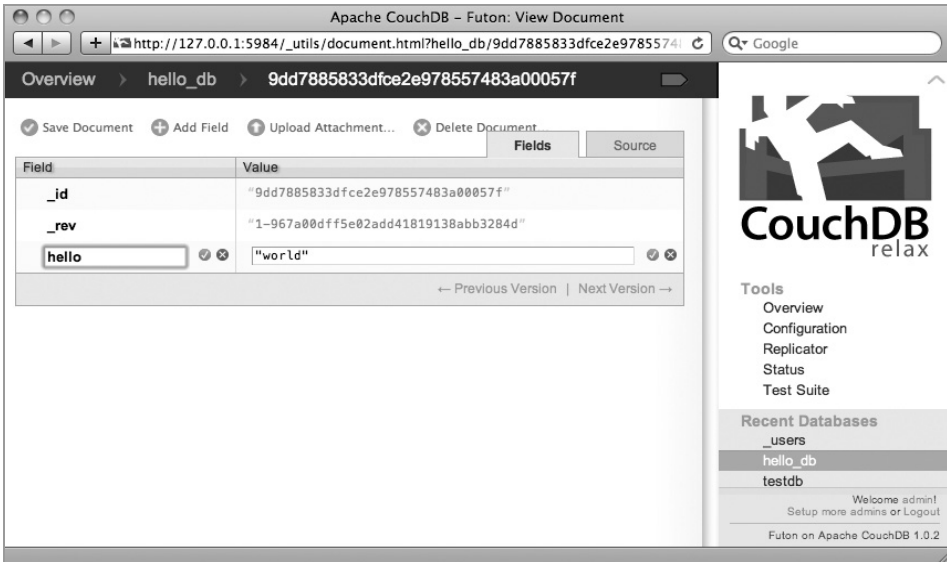 Apache CouchDB – Futon: View Document
http://127.0.0.1:5984/_utils/document.html?hello_db/9dd7885833dfce2e97855748
Google
Overview hello_db 9dd7885833dfce2e978557483a00057f
Save Document Add Field Upload Attachment... Delete Document...
Fields Source
Field Value
_id "9dd7885833dfce2e978557483a00057f"
_rev "1-967a00dff5e02add41819138abb3284d"
hello "world"
← Previous Version | Next Version →
CouchDB
relax
Tools
Overview
Configuration
Replicator
Status
Test Suite
Recent Databases
_users
hello_db
testdb
Welcome admin!
Setup more admins or Logout
Futon on Apache CouchDB 1.0.2